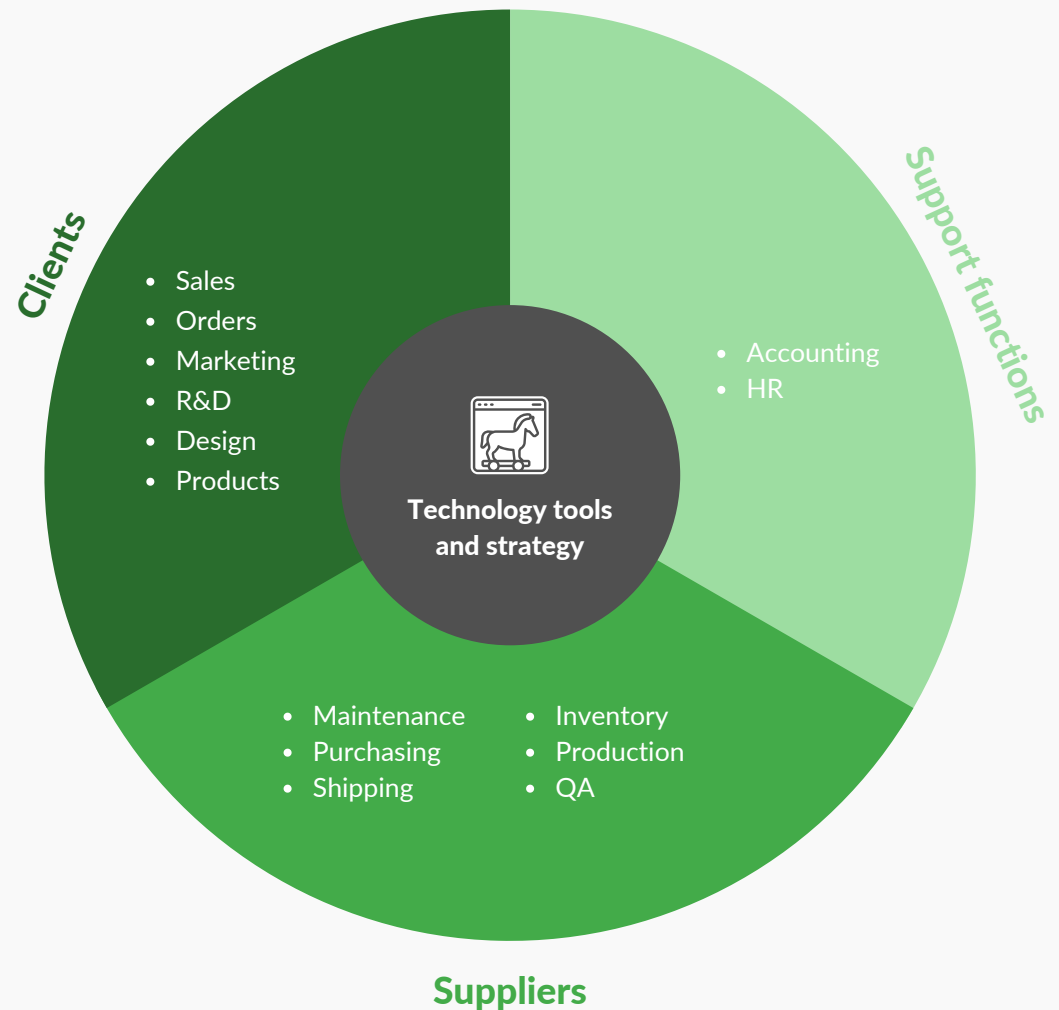 Clients
• Sales
• Orders
• Marketing
• R&D
• Design
• Products
Support functions
• Accounting
• HR
Technology tools
and strategy
• Maintenance
• Purchasing
• Shipping
• Inventory
• Production
• QA
Suppliers